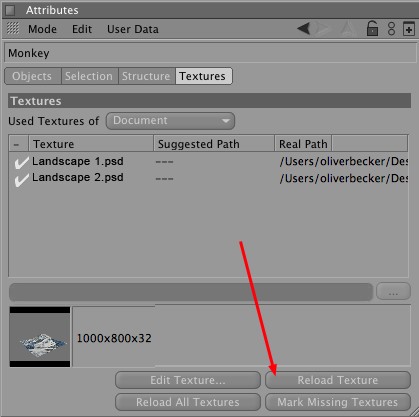 Attributes
Mode Edit User Data
Monkey
Objects Selection Structure Textures
Textures
Used Textures of Document
- Texture Suggested Path Real Path
Landscape 1.psd --- /Users/oliverbecker/Des
Landscape 2.psd --- /Users/oliverbecker/Des
...
1000x800x32
Edit Texture... Reload Texture
Reload All Textures Mark Missing Textures